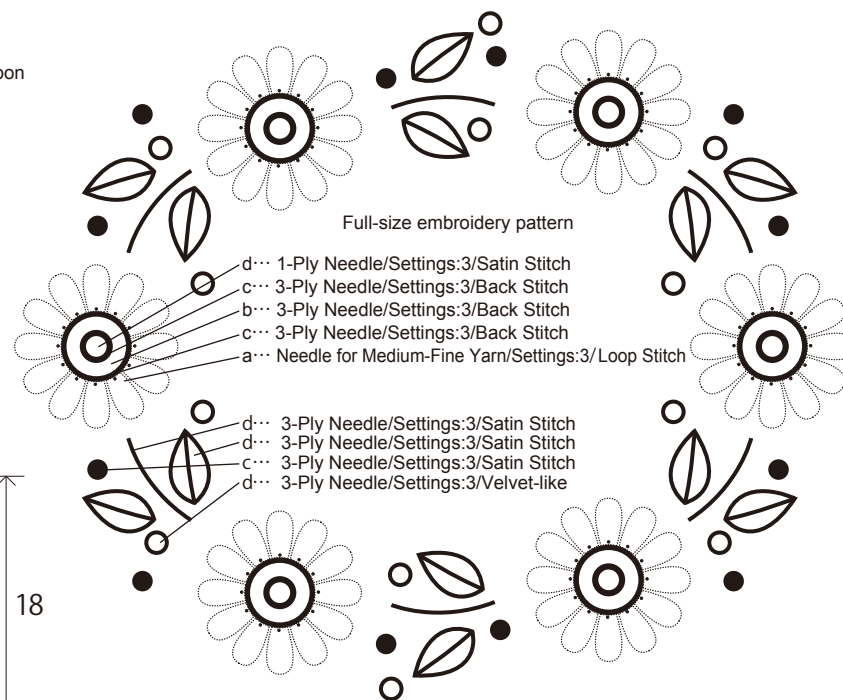 Full-size embroidery pattern
d··· 1-Ply Needle/Settings:3/Satin Stitch
c··· 3-Ply Needle/Settings:3/Back Stitch
b··· 3-Ply Needle/Settings:3/Back Stitch
c··· 3-Ply Needle/Settings:3/Back Stitch
a··· Needle for Medium-Fine Yarn/Settings:3/Loop Stitch
d··· 3-Ply Needle/Settings:3/Satin Stitch
d··· 3-Ply Needle/Settings:3/Satin Stitch
c··· 3-Ply Needle/Settings:3/Satin Stitch
d··· 3-Ply Needle/Settings:3/Velvet-like
18